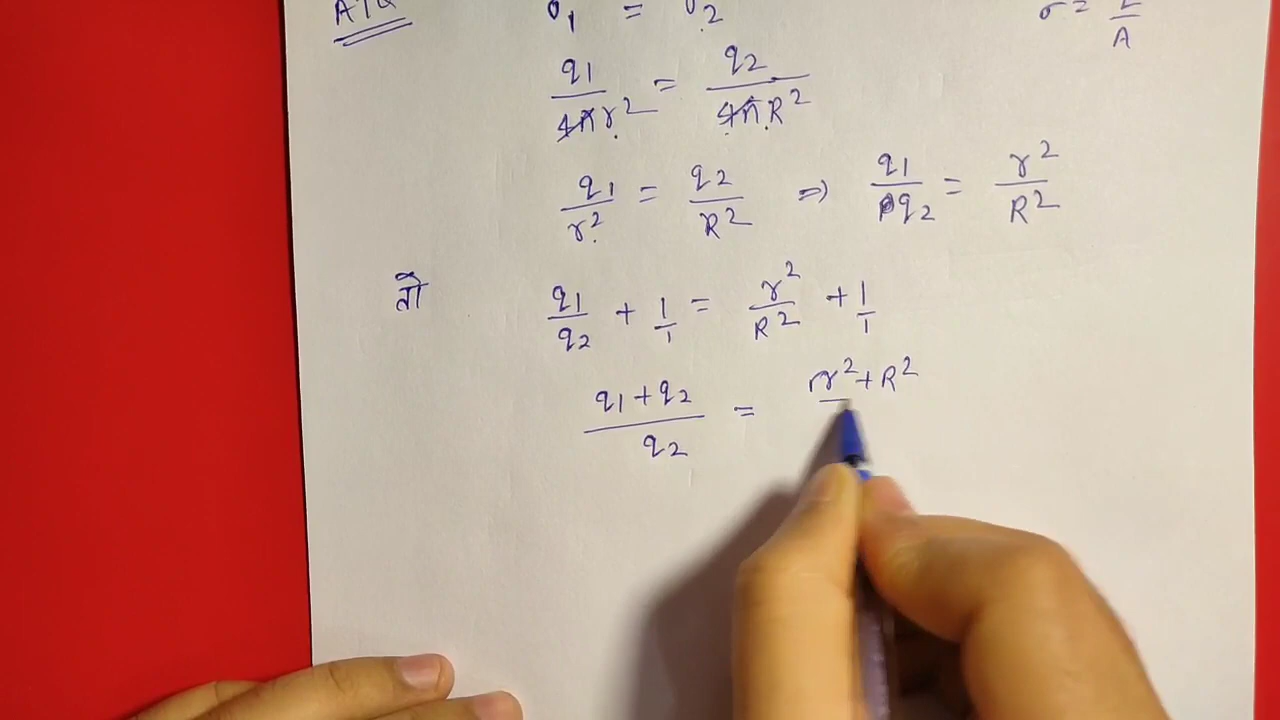 ATQ σ₁ = σ₂ σ = q/A
q₁/4πr² = q₂/4πR²
q₁/r² = q₂/R² ⇒ q₁/q₂ = r²/R²
तो q₁/q₂ + 1/1 = r²/R² + 1/1
q₁+q₂/q₂ = r²+R²